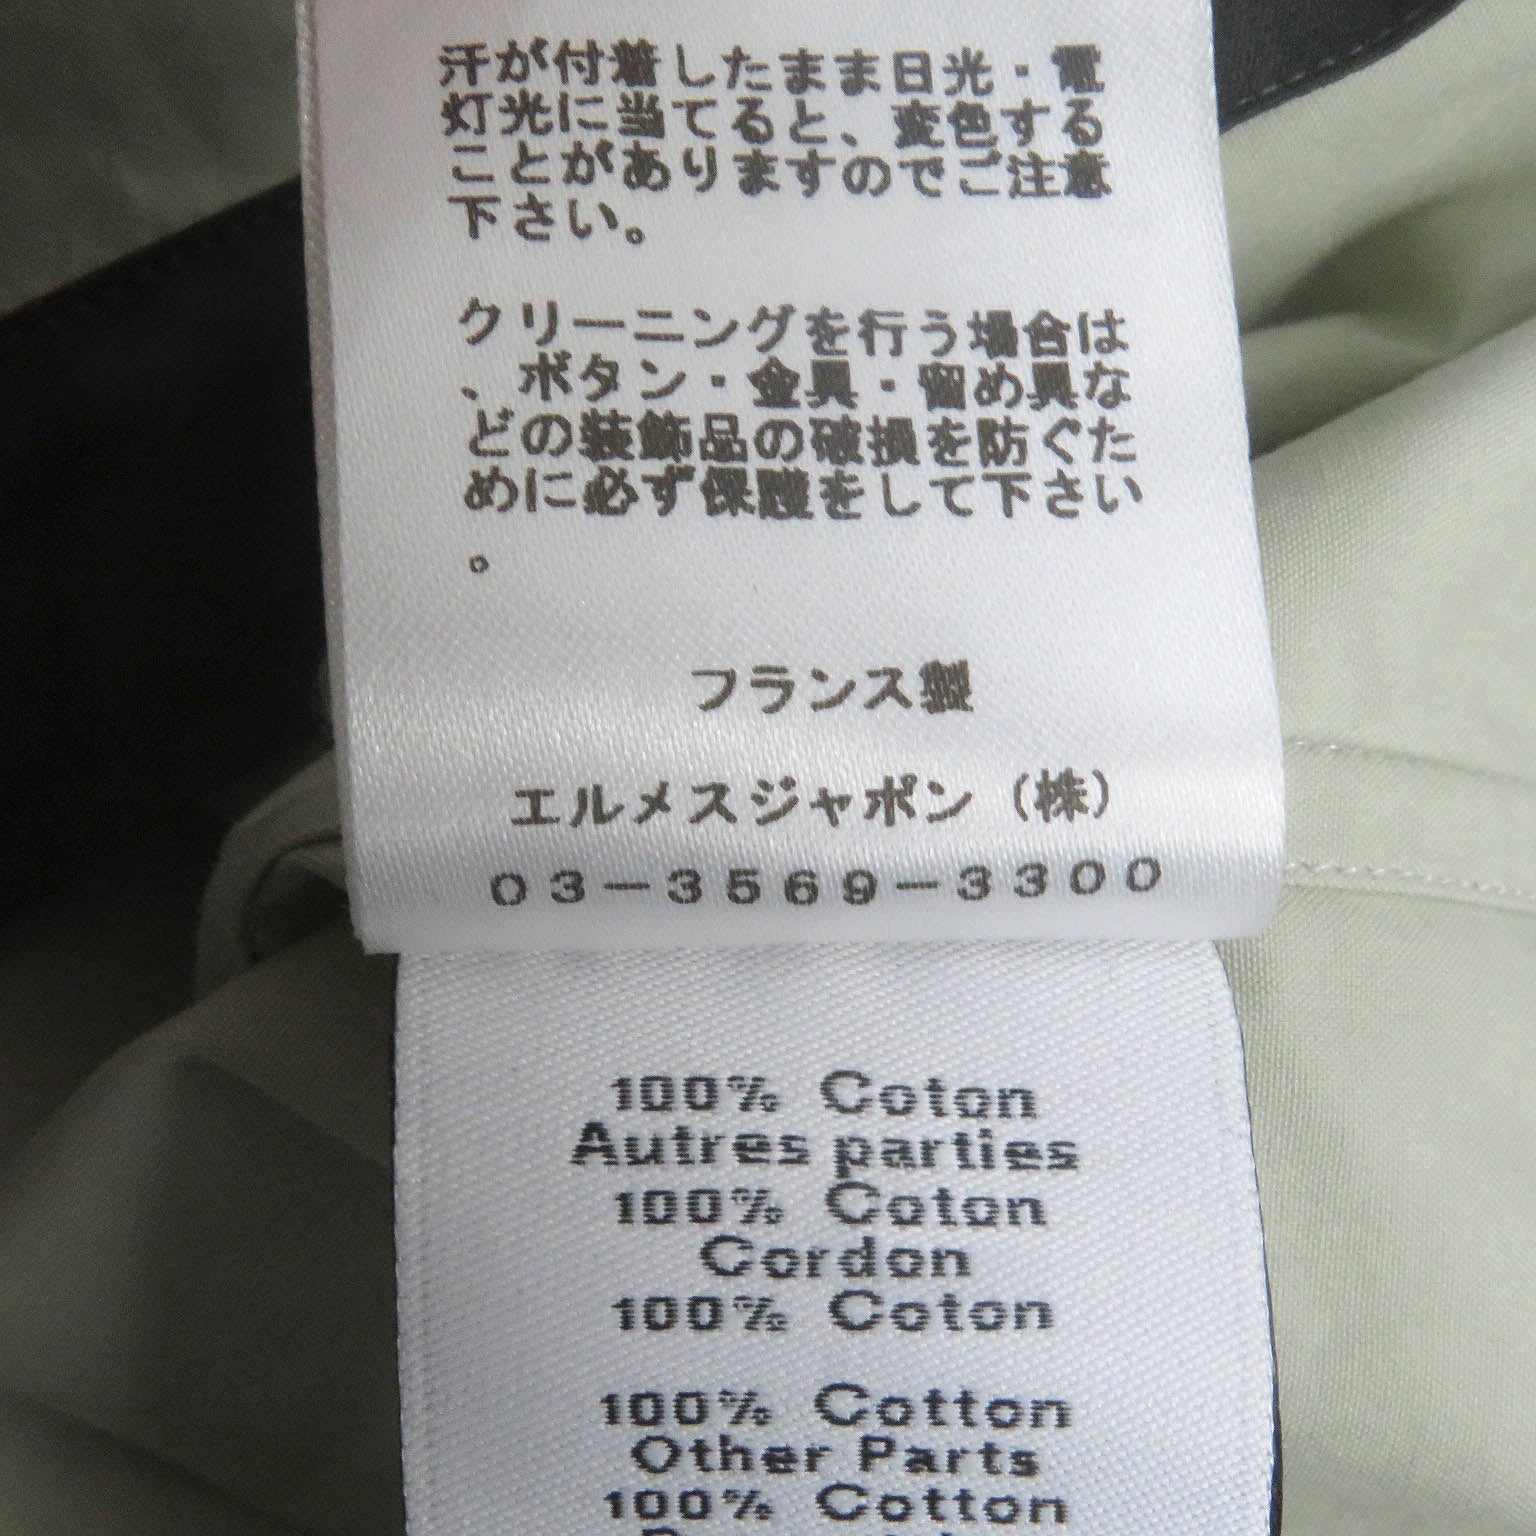 汗が付着したまま日光・電
灯光に当てると、変色する
ことがありますのでご注意
下さい。
クリーニングを行う場合は
、ボタン・金具・留め具な
どの装飾品の破損を防ぐた
めに必ず保護をして下さい
。
フランス製
エルメスジャポン（株）
03-3569-3300
100% Coton
Autres parties
100% Coton
Cordon
100% Coton
100% Cotton
Other Parts
100% Cotton